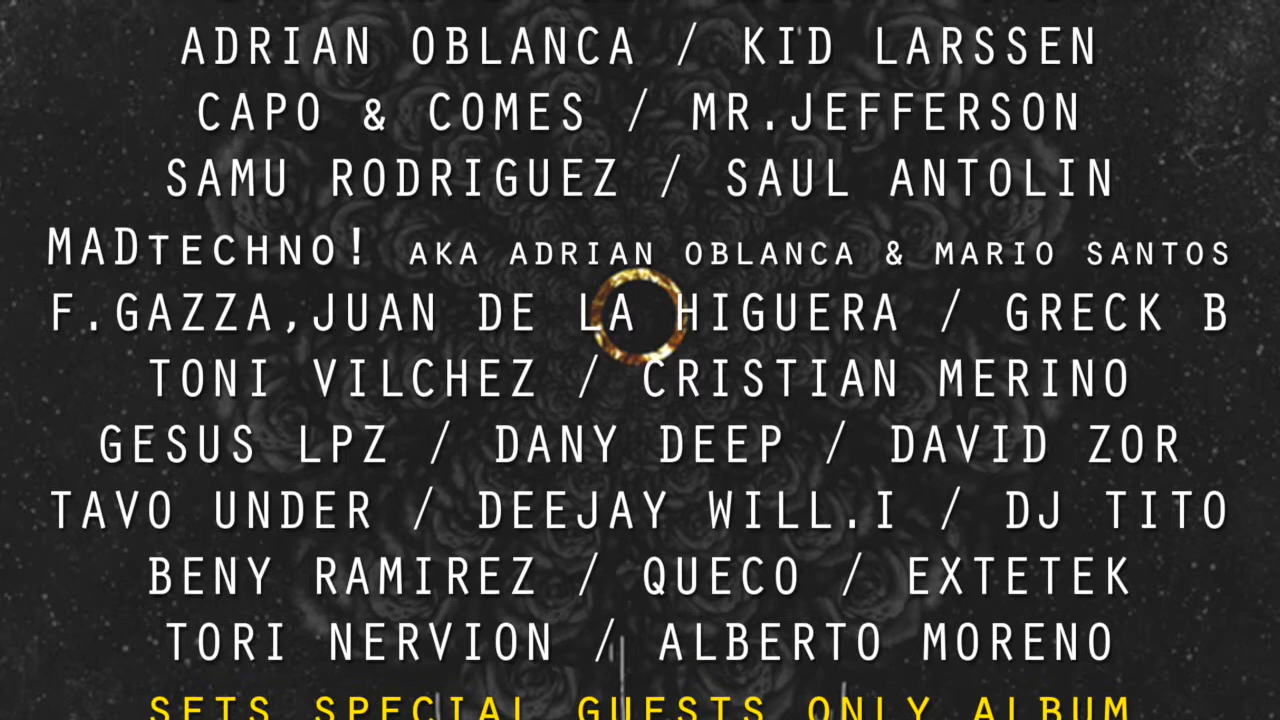 ADRIAN OBLANCA / KID LARSSEN
CAPO & COMES / MR.JEFFERSON
SAMU RODRIGUEZ / SAUL ANTOLIN
MADTECHNO! AKA ADRIAN OBLANCA & MARIO SANTOS
F.GAZZA,JUAN DE LA HIGUERA / GRECK B
TONI VILCHEZ / CRISTIAN MERINO
GESUS LPZ / DANY DEEP / DAVID ZOR
TAVO UNDER / DEEJAY WILL.I / DJ TITO
BENY RAMIREZ / QUECO / EXTETEK
TORI NERVION / ALBERTO MORENO
SETS SPECIAL GUESTS ONLY ALBUM